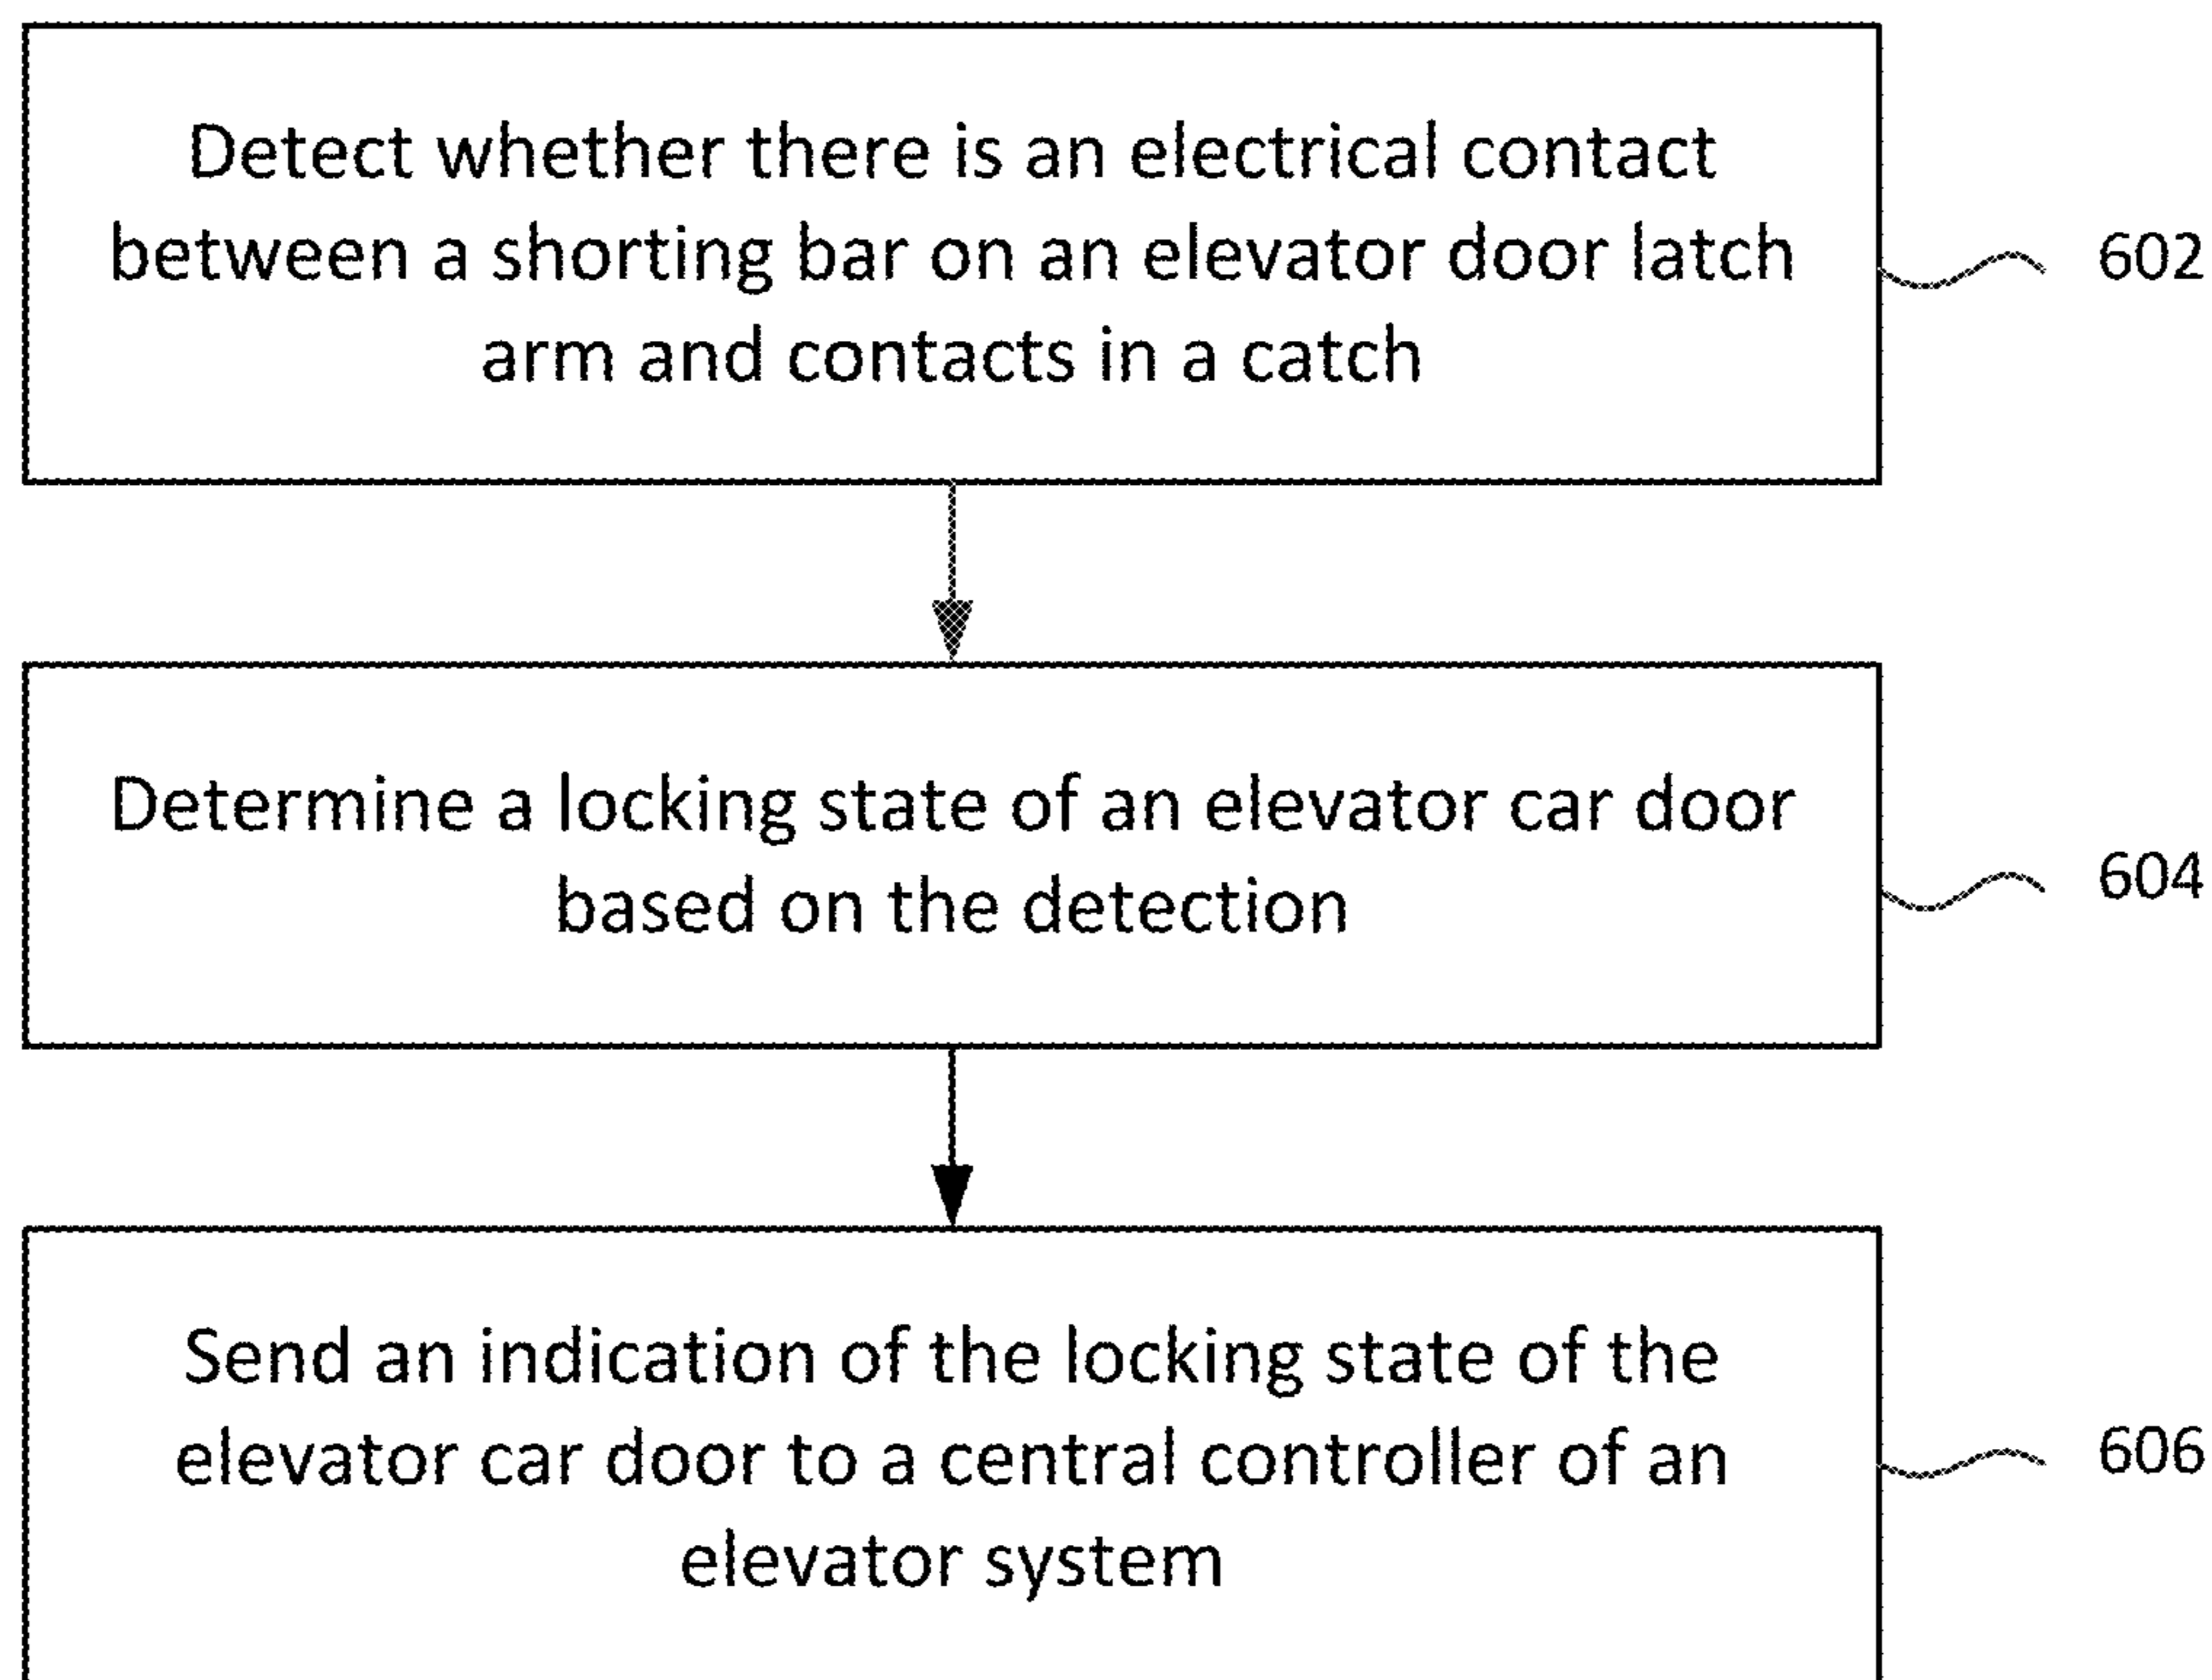 Detect whether there is an electrical contact
between a shorting bar on an elevator door latch
arm and contacts in a catch
602
Determine a locking state of an elevator car door
based on the detection
604
Send an indication of the locking state of the
elevator car door to a central controller of an
elevator system
606